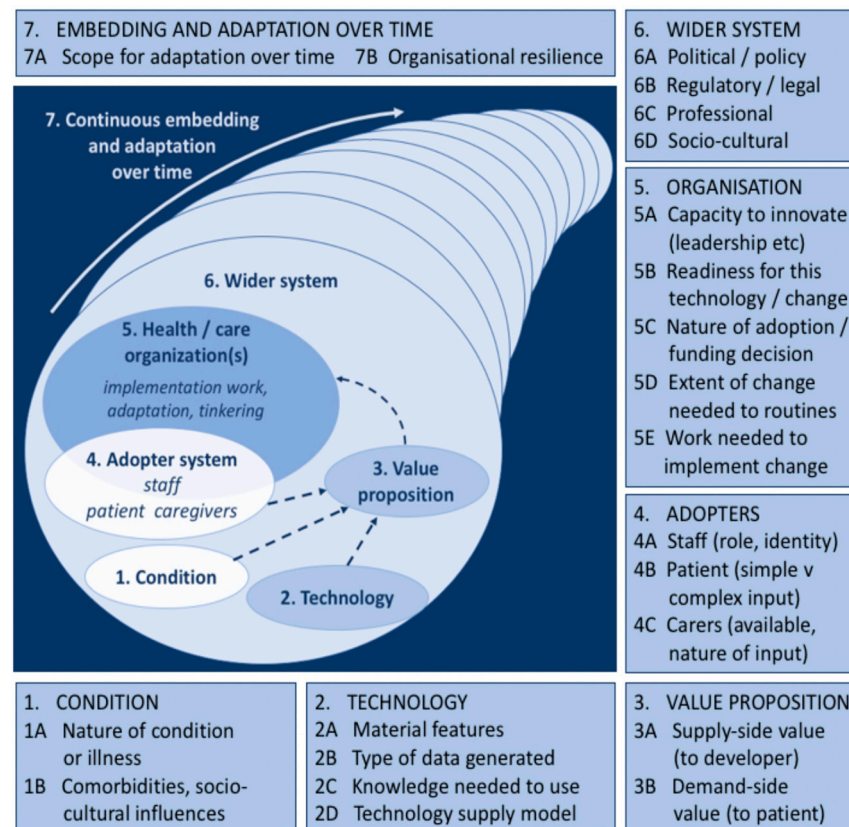 7. EMBEDDING AND ADAPTATION OVER TIME
7A Scope for adaptation over time 7B Organisational resilience
7. Continuous embedding
and adaptation
over time
6. Wider system
5. Health / care
organization(s)
implementation work,
adaptation, tinkering
4. Adopter system
staff
patient caregivers
3. Value
proposition
1. Condition
2. Technology
6. WIDER SYSTEM
6A Political / policy
6B Regulatory / legal
6C Professional
6D Socio-cultural
5. ORGANISATION
5A Capacity to innovate
(leadership etc)
5B Readiness for this
technology / change
5C Nature of adoption /
funding decision
5D Extent of change
needed to routines
5E Work needed to
implement change
4. ADOPTERS
4A Staff (role, identity)
4B Patient (simple v
complex input)
4C Carers (available,
nature of input)
1. CONDITION
1A Nature of condition
or illness
1B Comorbidities, socio-
cultural influences
2. TECHNOLOGY
2A Material features
2B Type of data generated
2C Knowledge needed to use
2D Technology supply model
3. VALUE PROPOSITION
3A Supply-side value
(to developer)
3B Demand-side
value (to patient)